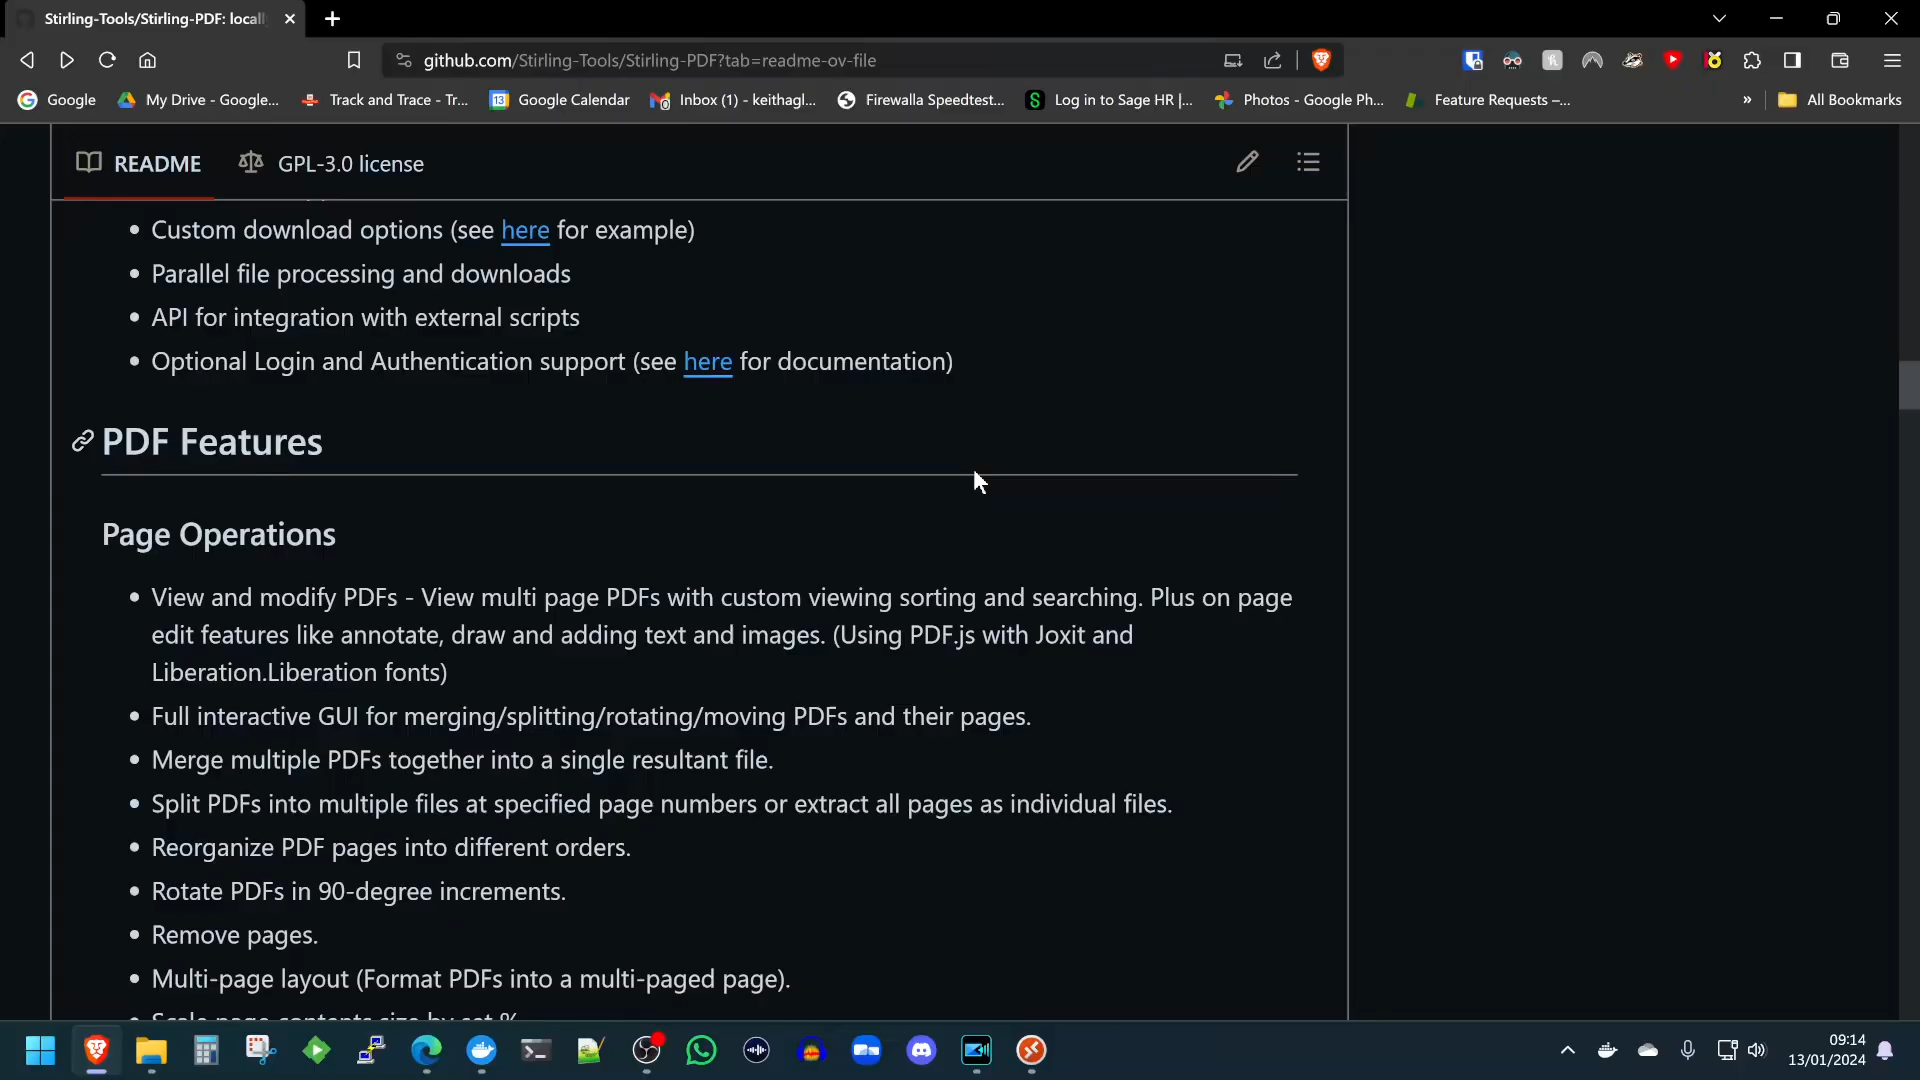 Stirling-Tools/Stirling-PDF: locall
github.com/Stirling-Tools/Stirling-PDF?tab=readme-ov-file
Google
My Drive - Google...
Track and Trace - Tr...
Google Calendar
Inbox (1) - keithagl...
Firewalla Speedtest...
Log in to Sage HR |...
Photos - Google Ph...
Feature Requests –...
»
All Bookmarks
README
GPL-3.0 license
• Custom download options (see here for example)
• Parallel file processing and downloads
• API for integration with external scripts
• Optional Login and Authentication support (see here for documentation)
PDF Features
Page Operations
• View and modify PDFs - View multi page PDFs with custom viewing sorting and searching. Plus on page
edit features like annotate, draw and adding text and images. (Using PDF.js with Joxit and
Liberation.Liberation fonts)
• Full interactive GUI for merging/splitting/rotating/moving PDFs and their pages.
• Merge multiple PDFs together into a single resultant file.
• Split PDFs into multiple files at specified page numbers or extract all pages as individual files.
• Reorganize PDF pages into different orders.
• Rotate PDFs in 90-degree increments.
• Remove pages.
• Multi-page layout (Format PDFs into a multi-paged page).
• Scale page contents size by set %
09:14
13/01/2024